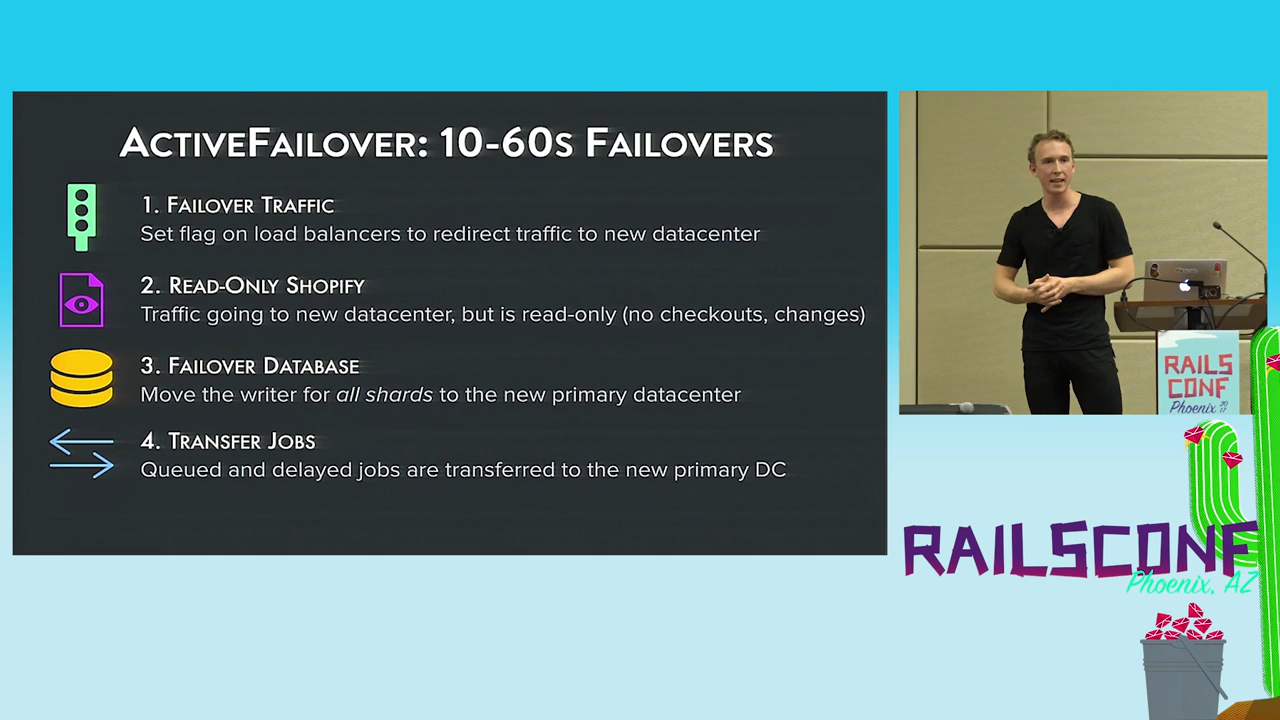 ACTIVEFAILOVER: 10-60S FAILOVERS
1. FAILOVER TRAFFIC
Set flag on load balancers to redirect traffic to new datacenter
2. READ-ONLY SHOPIFY
Traffic going to new datacenter, but is read-only (no checkouts, changes)
3. FAILOVER DATABASE
Move the writer for all shards to the new primary datacenter
4. TRANSFER JOBS
Queued and delayed jobs are transferred to the new primary DC
RAILS
CONF
Phoenix 2017
RAILSCONF
Phoenix, AZ